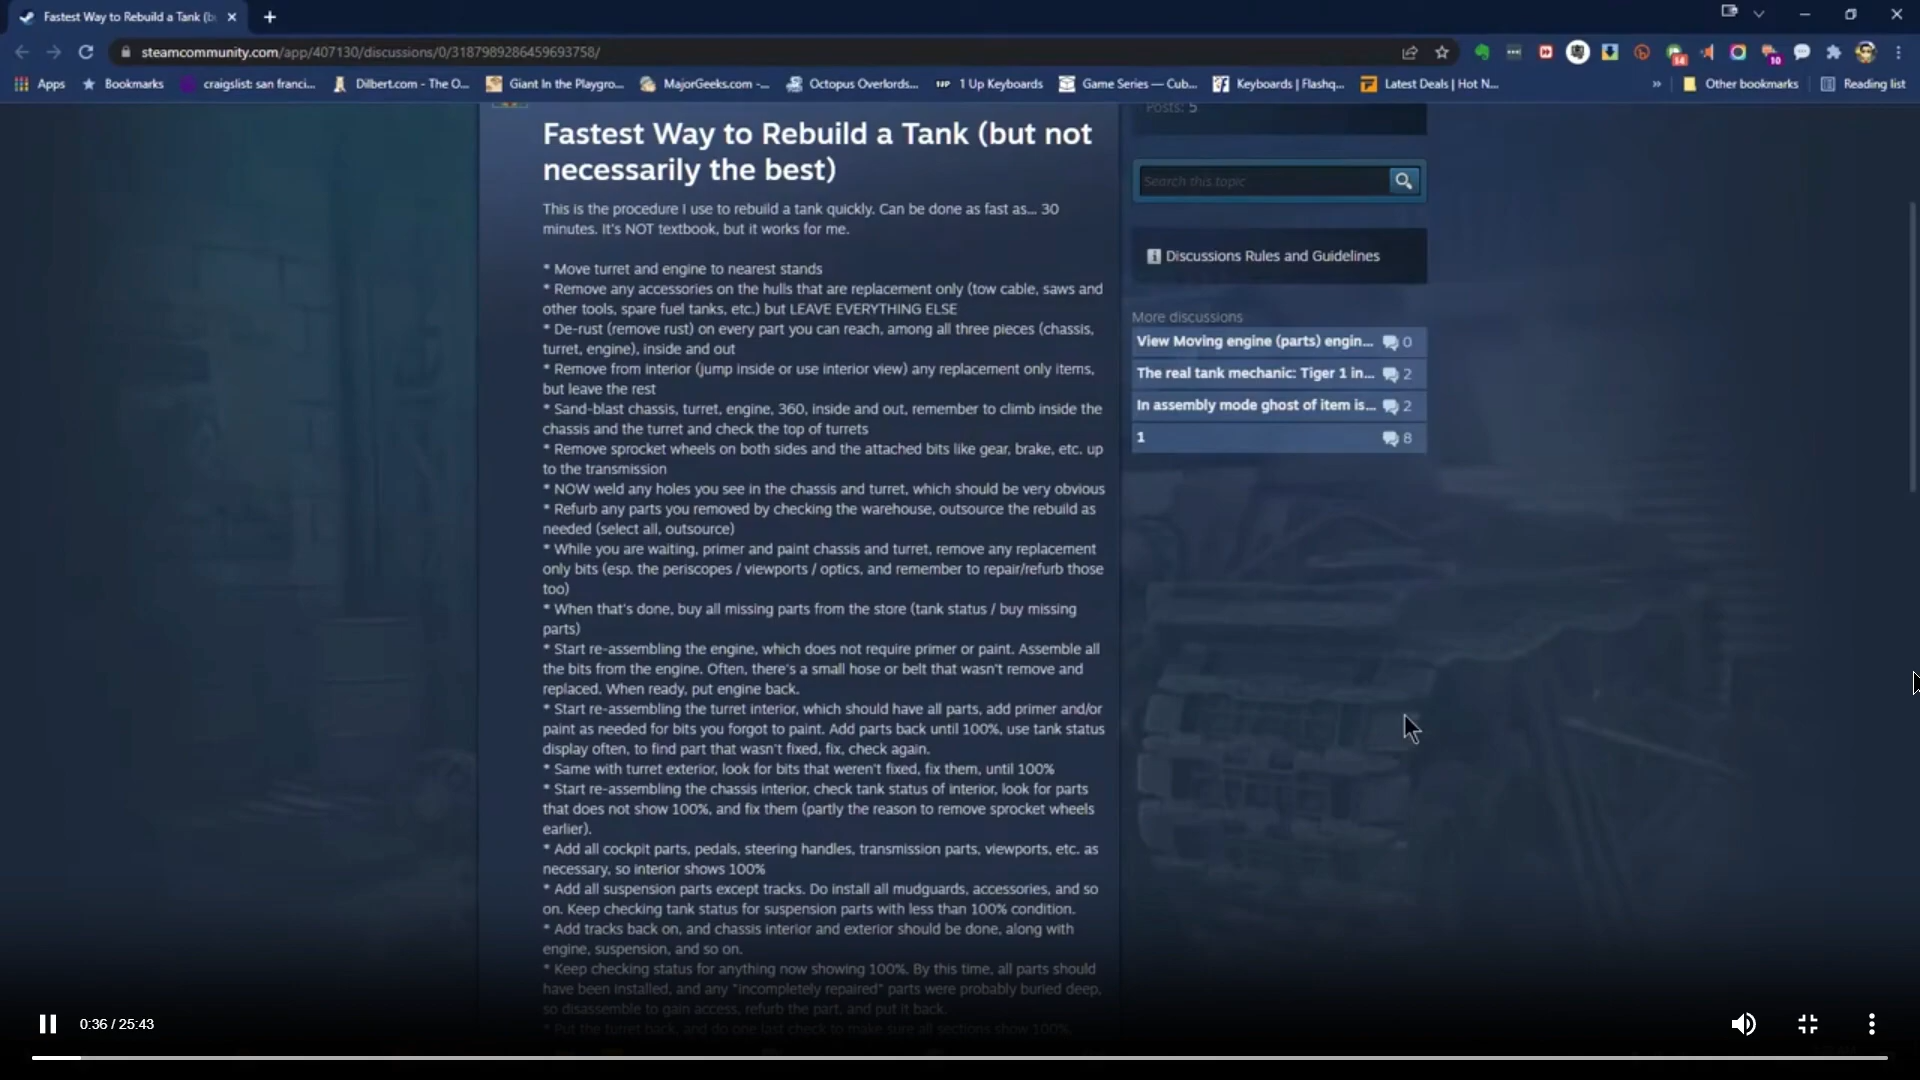 Fastest Way to Rebuild a Tank (b
steamcommunity.com/app/407130/discussions/0/3187989286459693758/
14
10
Apps
Bookmarks
craigslist: san franci...
Dilbert.com - The O...
Giant In the Playgro...
MajorGeeks.com -...
Octopus Overlords...
1UP 1 Up Keyboards
Game Series — Cub...
Keyboards | Flashq...
Latest Deals | Hot N...
»
Other bookmarks
Reading list
Posts: 5
Fastest Way to Rebuild a Tank (but not
necessarily the best)
This is the procedure I use to rebuild a tank quickly. Can be done as fast as... 30
minutes. It's NOT textbook, but it works for me.
* Move turret and engine to nearest stands
* Remove any accessories on the hulls that are replacement only (tow cable, saws and
other tools, spare fuel tanks, etc.) but LEAVE EVERYTHING ELSE
* De-rust (remove rust) on every part you can reach, among all three pieces (chassis,
turret, engine), inside and out
* Remove from interior (jump inside or use interior view) any replacement only items,
but leave the rest
* Sand-blast chassis, turret, engine, 360, inside and out, remember to climb inside the
chassis and the turret and check the top of turrets
* Remove sprocket wheels on both sides and the attached bits like gear, brake, etc. up
to the transmission
* NOW weld any holes you see in the chassis and turret, which should be very obvious
* Refurb any parts you removed by checking the warehouse, outsource the rebuild as
needed (select all, outsource)
* While you are waiting, primer and paint chassis and turret, remove any replacement
only bits (esp. the periscopes / viewports / optics, and remember to repair/refurb those
too)
* When that's done, buy all missing parts from the store (tank status / buy missing
parts)
* Start re-assembling the engine, which does not require primer or paint. Assemble all
the bits from the engine. Often, there's a small hose or belt that wasn't remove and
replaced. When ready, put engine back.
* Start re-assembling the turret interior, which should have all parts, add primer and/or
paint as needed for bits you forgot to paint. Add parts back until 100%, use tank status
display often, to find part that wasn't fixed, fix, check again.
* Same with turret exterior, look for bits that weren't fixed, fix them, until 100%
* Start re-assembling the chassis interior, check tank status of interior, look for parts
that does not show 100%, and fix them (partly the reason to remove sprocket wheels
earlier).
* Add all cockpit parts, pedals, steering handles, transmission parts, viewports, etc. as
necessary, so interior shows 100%
* Add all suspension parts except tracks. Do install all mudguards, accessories, and so
on. Keep checking tank status for suspension parts with less than 100% condition.
* Add tracks back on, and chassis interior and exterior should be done, along with
engine, suspension, and so on.
* Keep checking status for anything now showing 100%. By this time, all parts should
have been installed, and any "incompletely repaired" parts were probably buried deep,
so disassemble to gain access, refurb the part, and put it back.
* Put the turret back, and do one last check to make sure all sections show 100%.
Search this topic
Discussions Rules and Guidelines
More discussions
View Moving engine (parts) engin... 0
The real tank mechanic: Tiger 1 in... 2
In assembly mode ghost of item is... 2
1 8
0:36 / 25:43